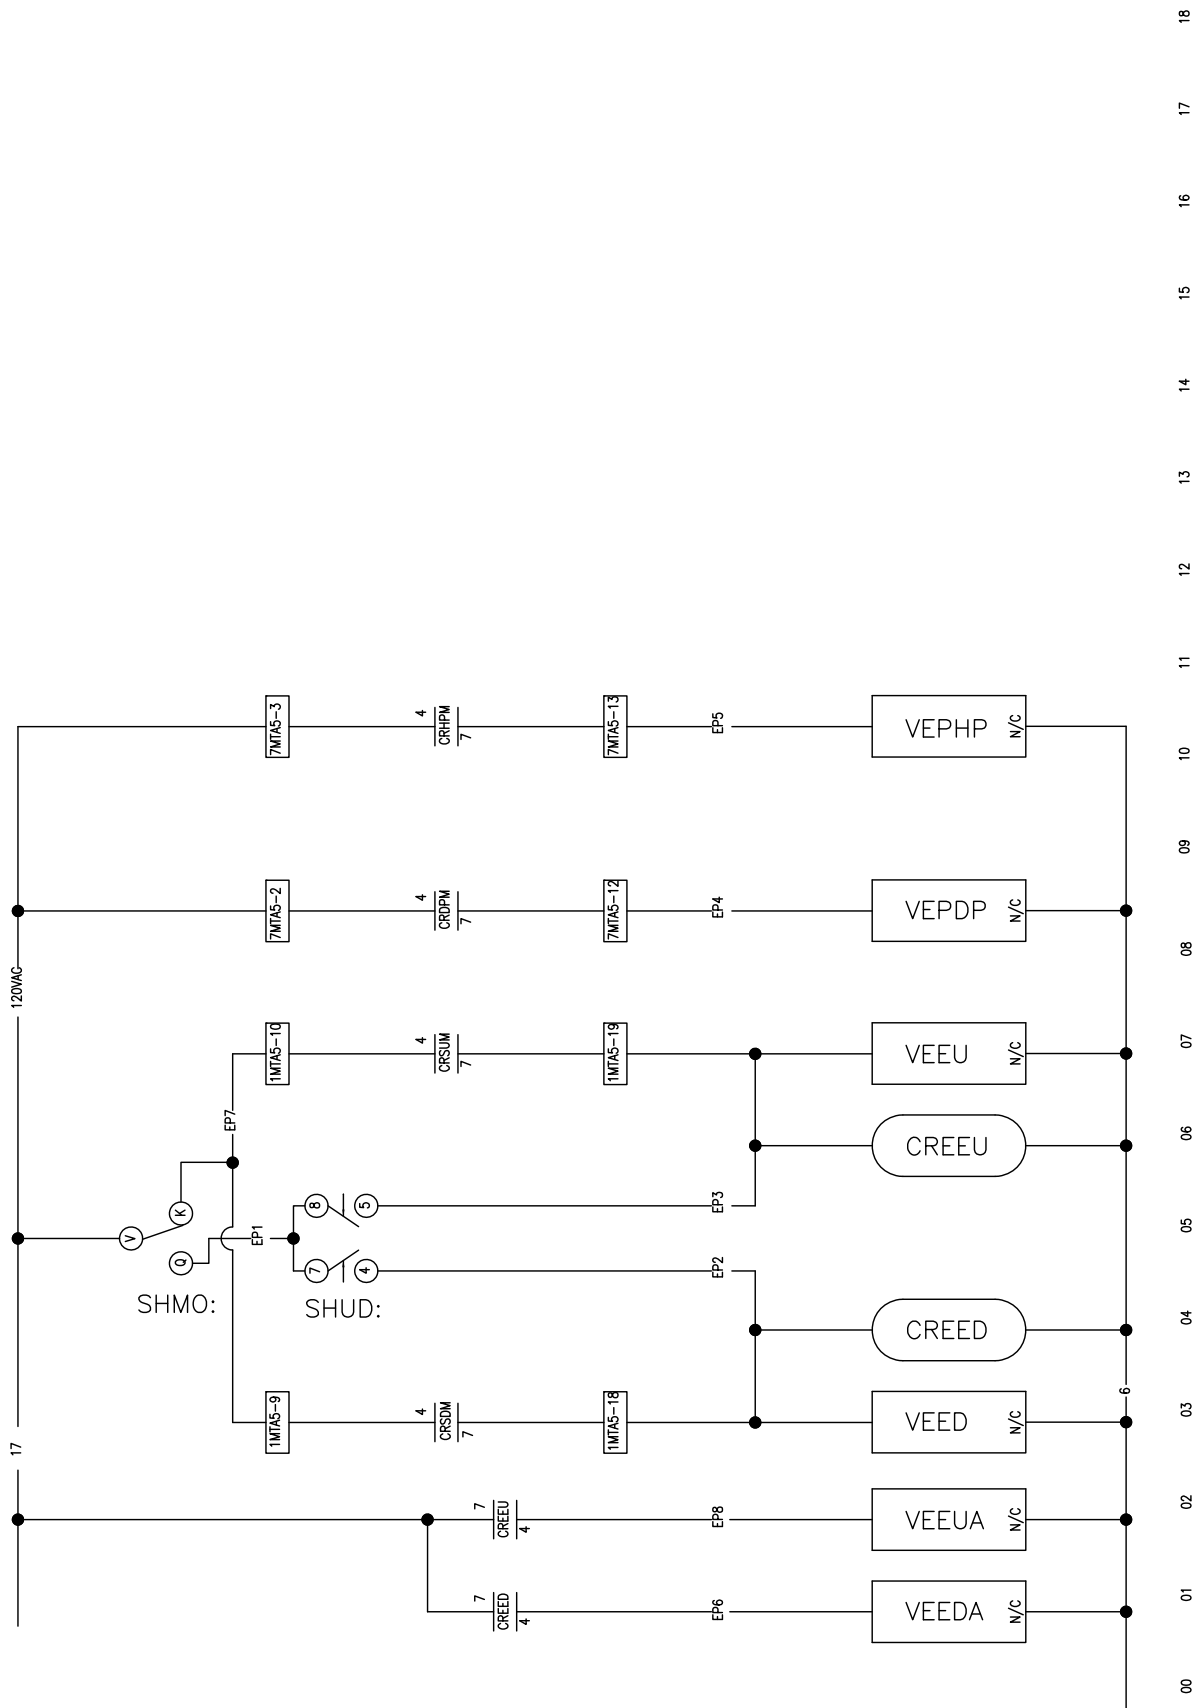 18
17
16
15
14
13
12
11
10
09
08
07
06
05
04
03
02
01
00
120VAC
17
7MTA5-3
4
CRHPM
7
7MTA5-13
EP5
VEPHP
N/C
7MTA5-2
4
CRDPM
7
7MTA5-12
EP4
VEPDP
N/C
EP7
1MTA5-10
4
CRSUM
7
1MTA5-19
VEEU
N/C
CREEU
V
K
Q
SHMO:
EP1
8
5
7
4
SHUD:
EP3
EP2
CREED
1MTA5-9
4
CRSDM
7
1MTA5-18
VEED
N/C
6
7
CREEU
4
EP8
VEEUA
N/C
7
CREED
4
EP6
VEEDA
N/C